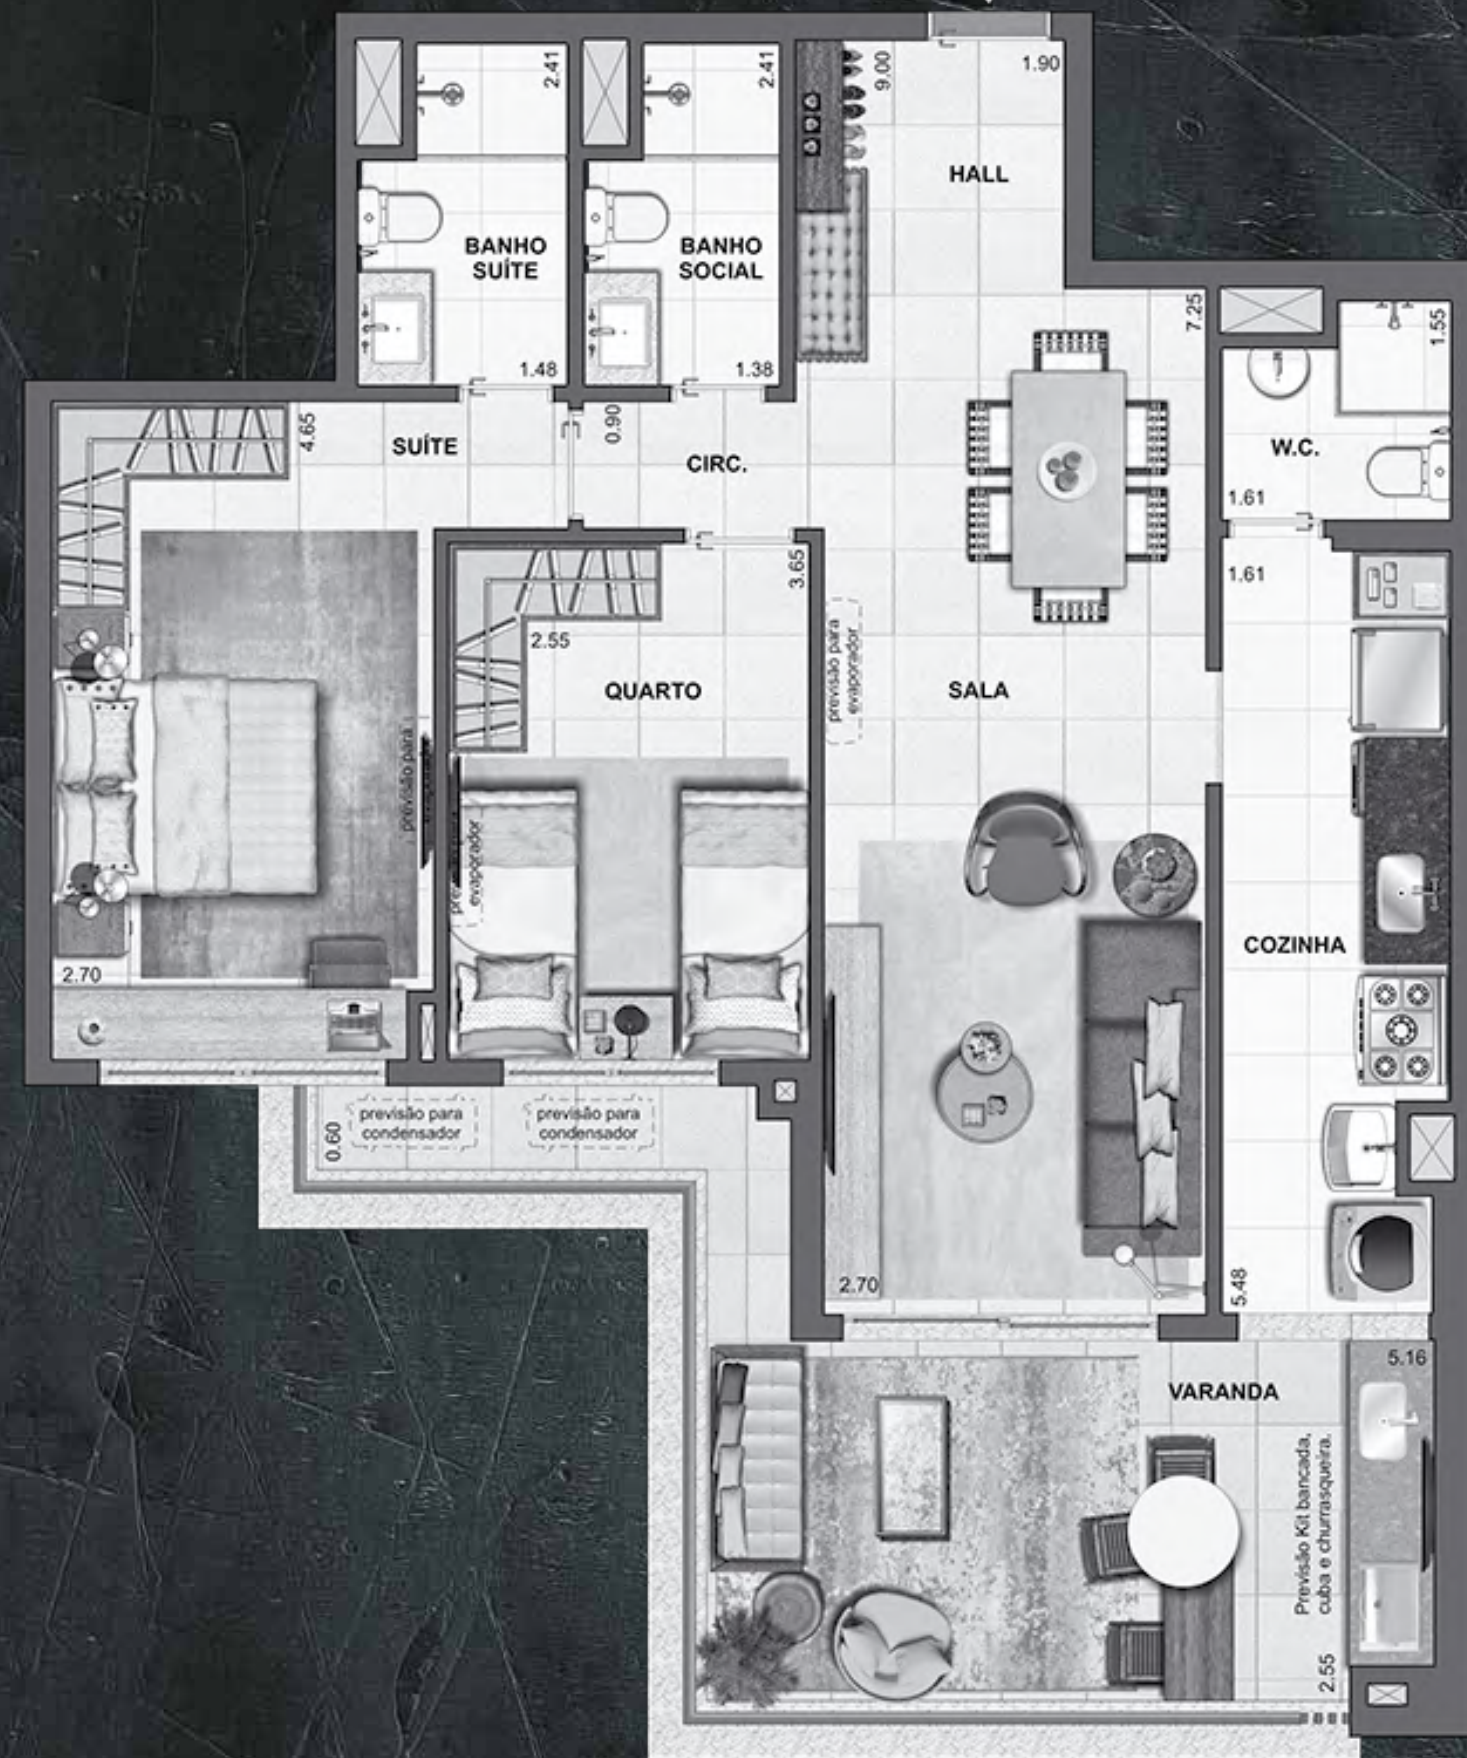 2.41
2.41
9.00
1.90
HALL
BANHO
SUÍTE
BANHO
SOCIAL
1.48
1.38
7.25
1.55
4.65
SUÍTE
0.90
CIRC.
W.C.
1.61
1.61
3.65
2.55
QUARTO
previsão para
evaporador
SALA
previsão para
evaporador
COZINHA
2.70
previsão para
condensador
previsão para
condensador
0.60
2.70
5.48
5.16
VARANDA
Previsão Kit bancada,
cuba e churrasqueira.
2.55